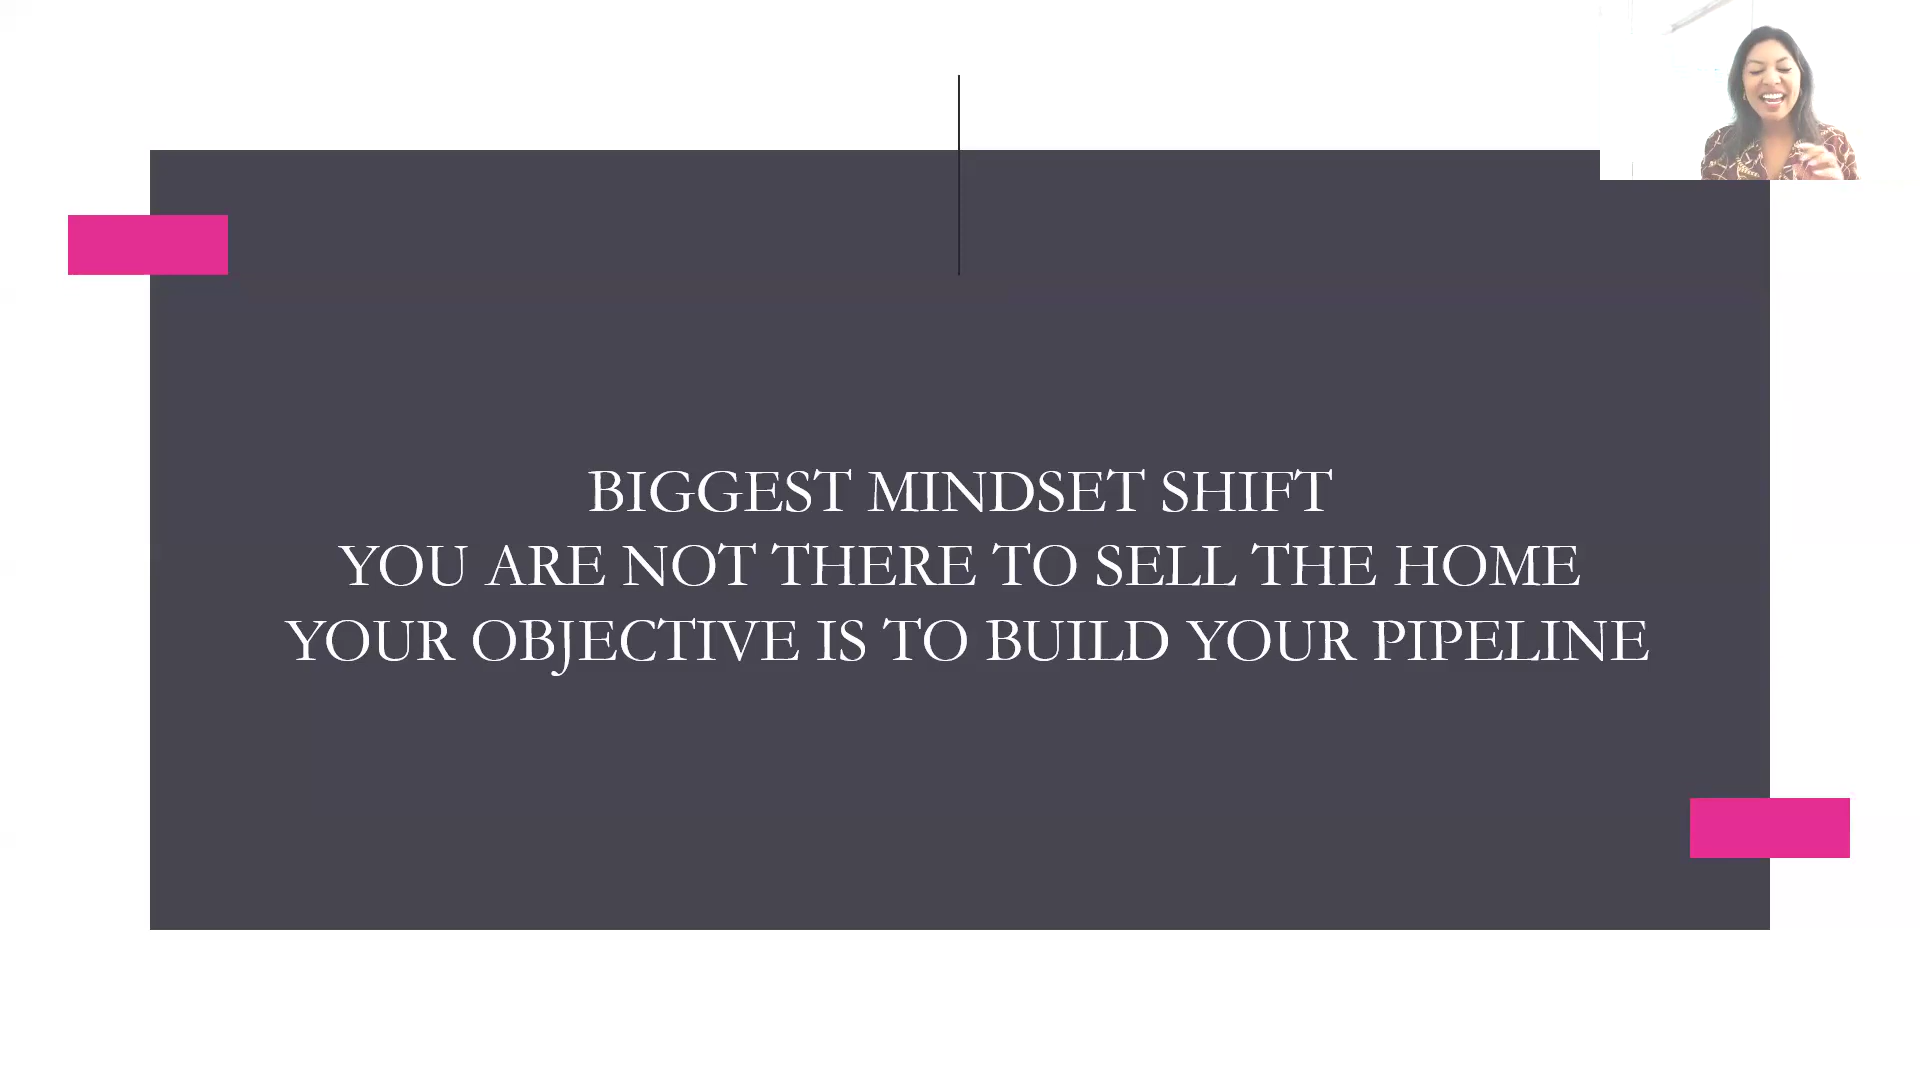 BIGGEST MINDSET SHIFT
YOU ARE NOT THERE TO SELL THE HOME
YOUR OBJECTIVE IS TO BUILD YOUR PIPELINE